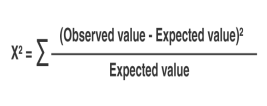 (Observed value - Expected value)²
X² = ∑
Expected value